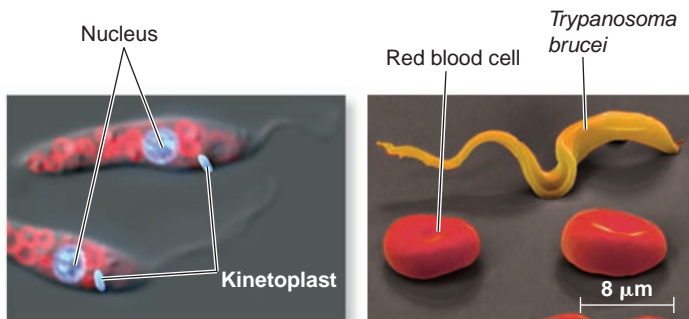 Nucleus
Kinetoplast
Red blood cell
Trypanosoma
brucei
8 μm